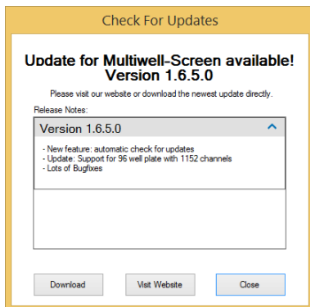 Check For Updates
Update for Multiwell-Screen available!
Version 1.6.5.0
Please visit our website or download the newest update directly.
Release Notes:
Version 1.6.5.0
- New feature: automatic check for updates
- Update: Support for 96 well plate with 1152 channels
- Lots of Bugfixes
Download Visit Website Close